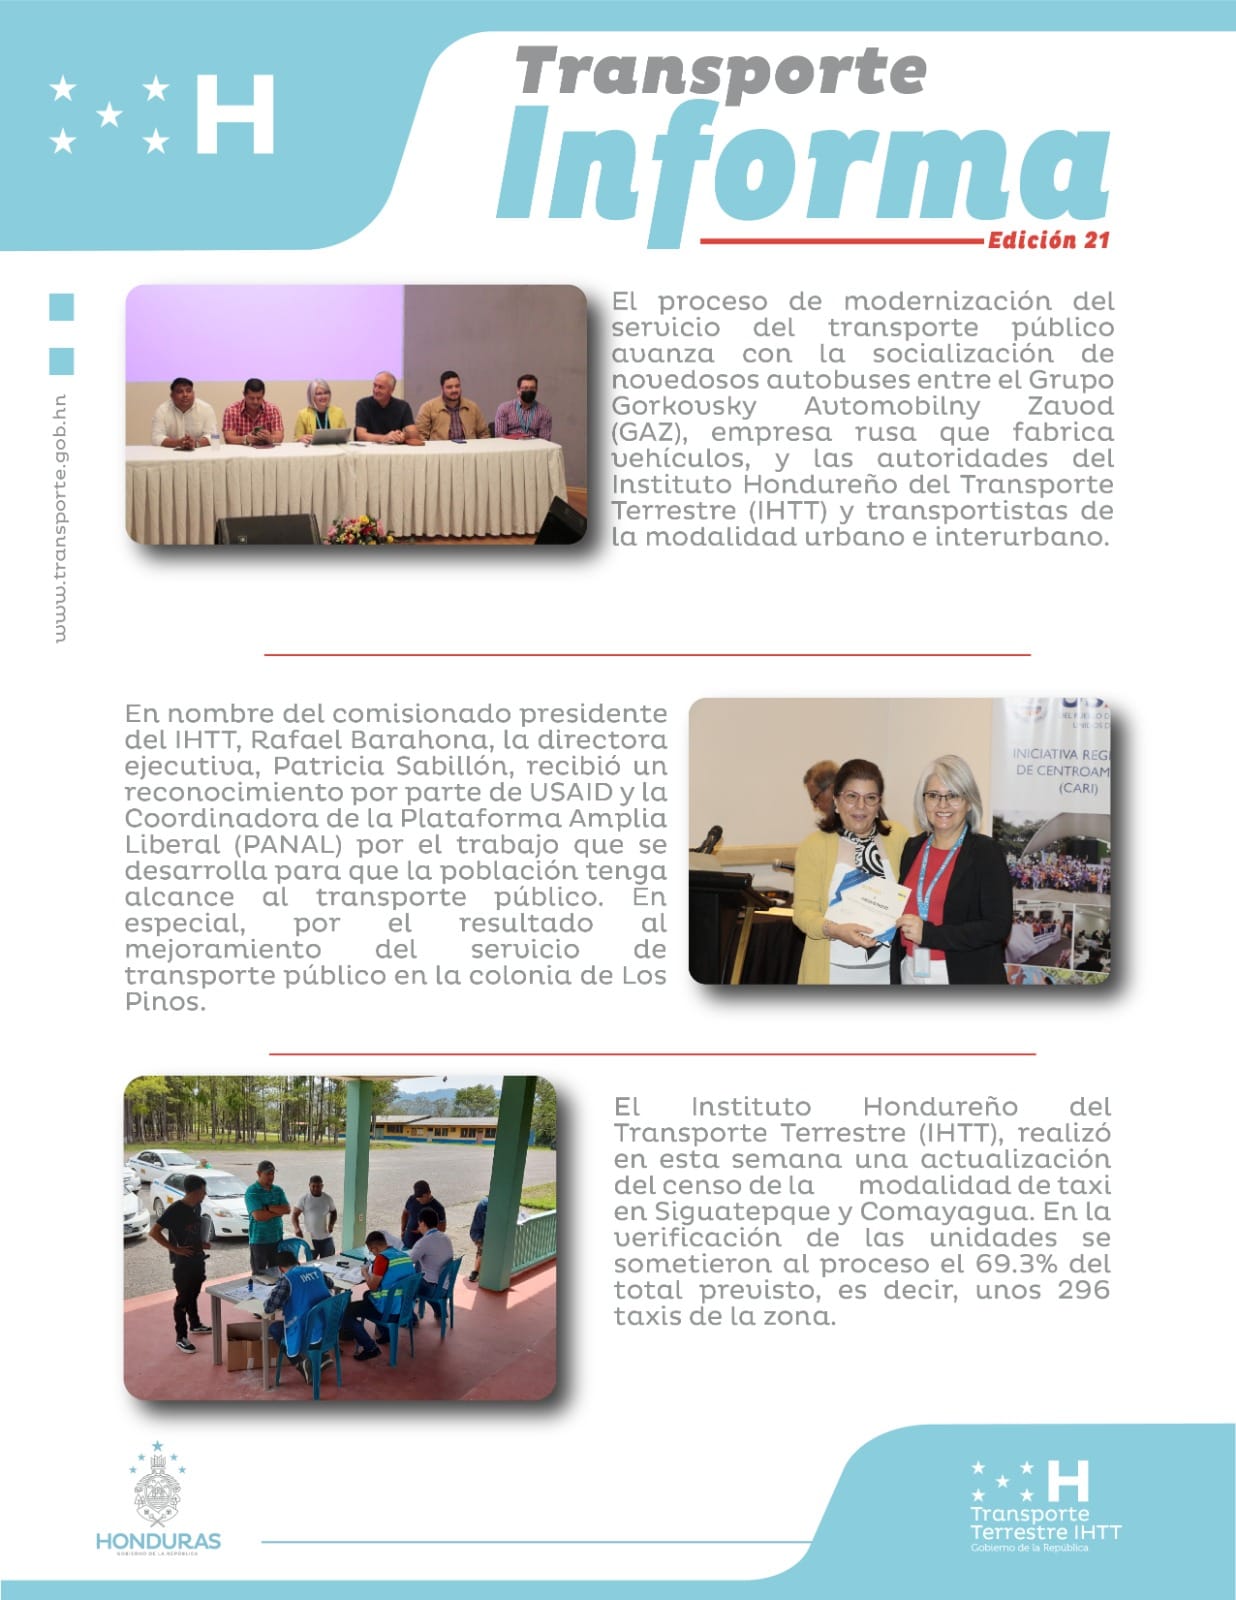 H
Transporte
Informa
Edición 21
www.transporte.gob.hn
El proceso de modernización del
servicio del transporte público
avanza con la socialización de
novedosos autobuses entre el Grupo
Gorkovsky Avtomobilny Zavod
(GAZ), empresa rusa que fabrica
vehículos, y las autoridades del
Instituto Hondureño del Transporte
Terrestre (IHTT) y transportistas de
la modalidad urbano e interurbano.
En nombre del comisionado presidente
del IHTT, Rafael Barahona, la directora
ejecutiva, Patricia Sabillón, recibió un
reconocimiento por parte de USAID y la
Coordinadora de la Plataforma Amplia
Liberal (PANAL) por el trabajo que se
desarrolla para que la población tenga
alcance al transporte público. En
especial, por el resultado al
mejoramiento del servicio de
transporte público en la colonia de Los
Pinos.
INICIATIVA REG
DE CENTROAM
(CARI)
El Instituto Hondureño del
Transporte Terrestre (IHTT), realizó
en esta semana una actualización
del censo de la modalidad de taxi
en Siguatepque y Comayagua. En la
verificación de las unidades se
sometieron al proceso el 69.3% del
total previsto, es decir, unos 296
taxis de la zona.
IHTT
HONDURAS
GOBIERNO DE LA REPÚBLICA
H
Transporte
Terrestre IHTT
Gobierno de la República